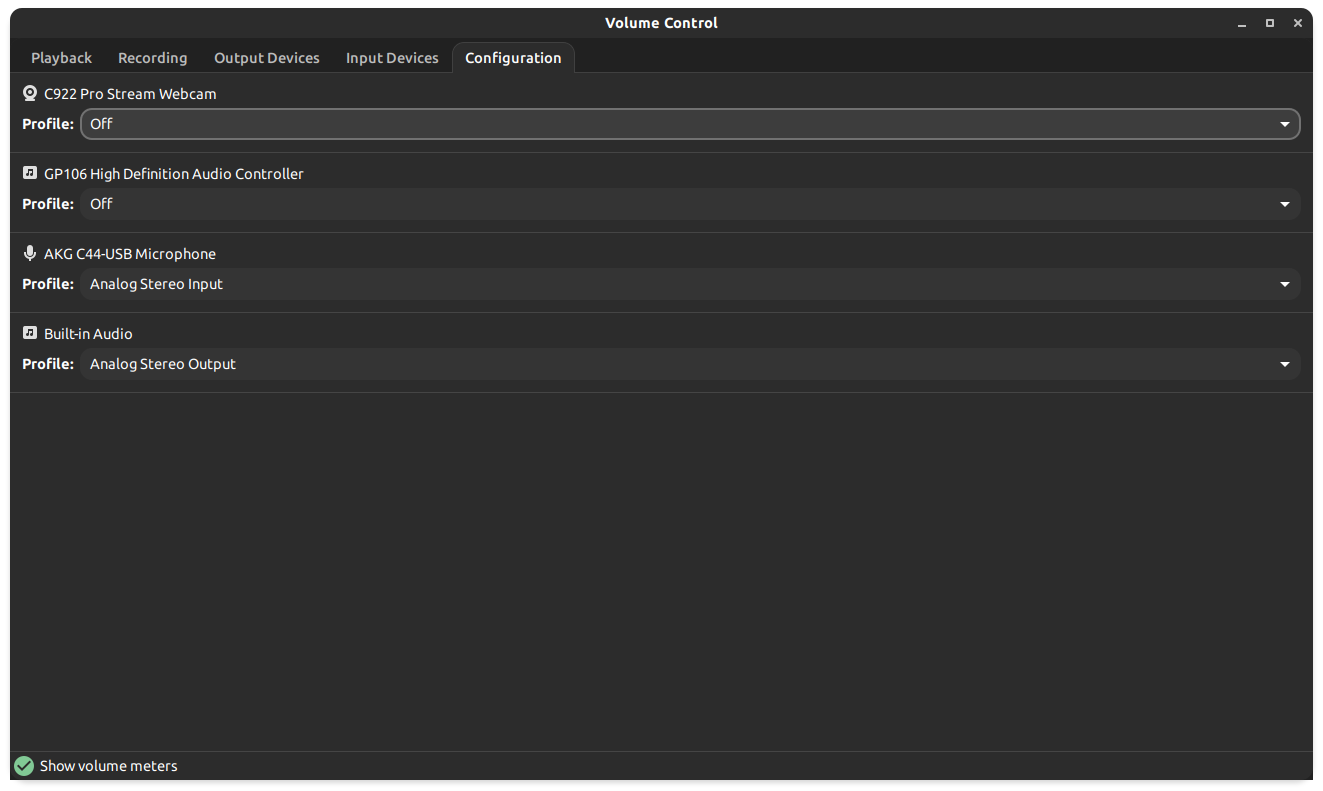 Volume Control
Playback Recording Output Devices Input Devices Configuration
C922 Pro Stream Webcam
Profile: Off
GP106 High Definition Audio Controller
Profile: Off
AKG C44-USB Microphone
Profile: Analog Stereo Input
Built-in Audio
Profile: Analog Stereo Output
Show volume meters